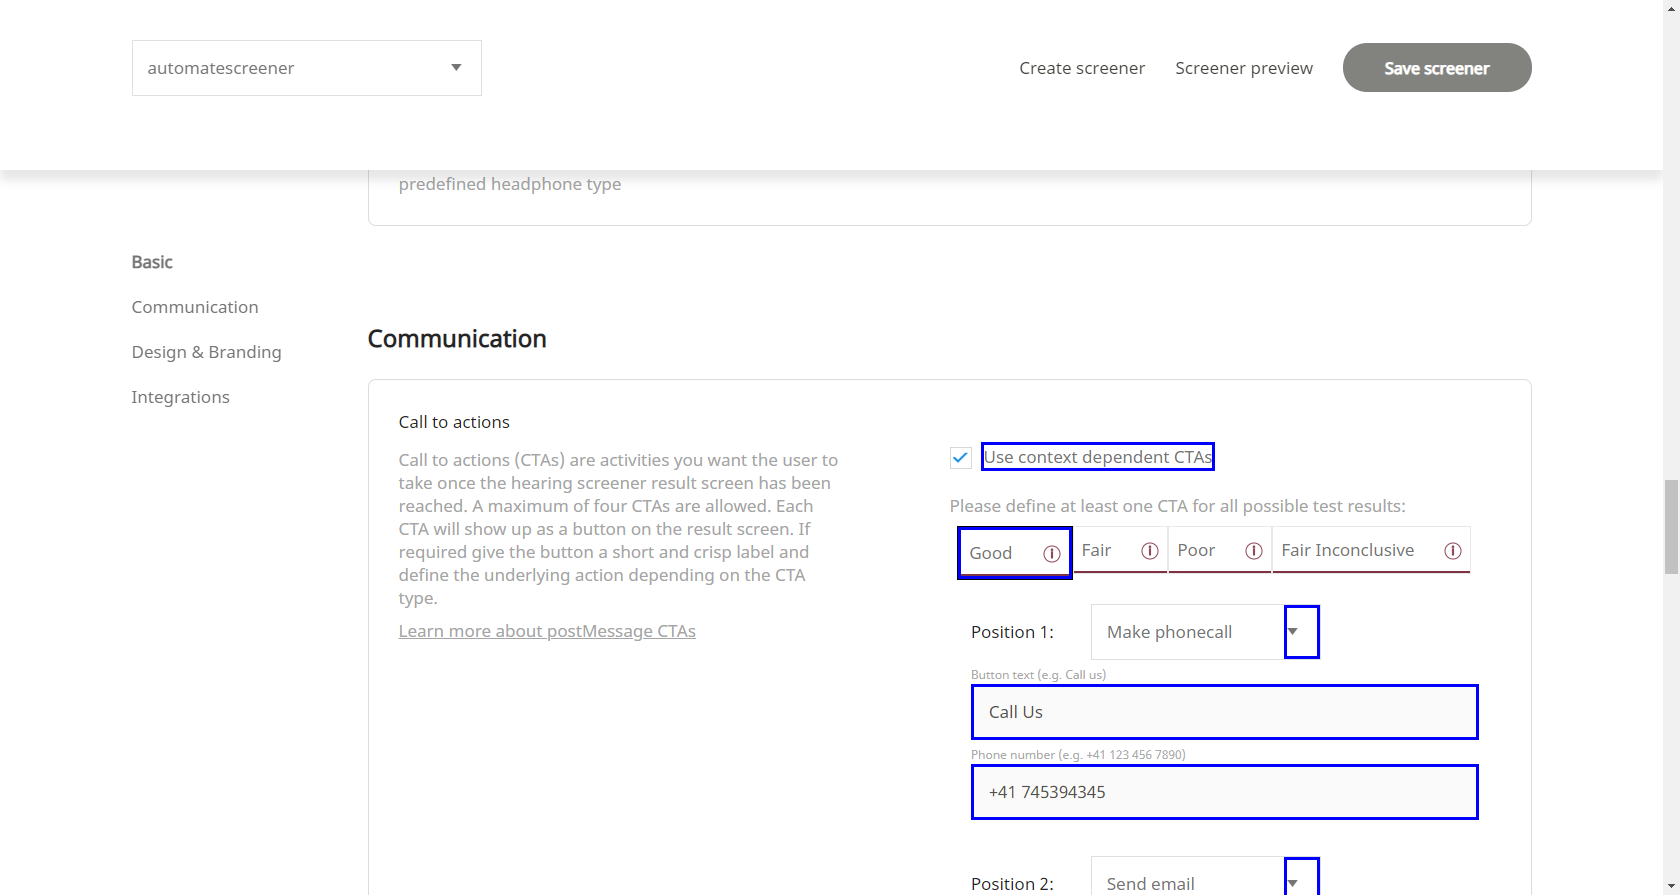 automatescreener
Create screener
Screener preview
Save screener
predefined headphone type
Basic
Communication
Design & Branding
Integrations
Communication
Call to actions
Call to actions (CTAs) are activities you want the user to
take once the hearing screener result screen has been
reached. A maximum of four CTAs are allowed. Each
CTA will show up as a button on the result screen. If
required give the button a short and crisp label and
define the underlying action depending on the CTA
type.
Learn more about postMessage CTAs
Use context dependent CTAs
Please define at least one CTA for all possible test results:
Good
Fair
Poor
Fair Inconclusive
Position 1:
Make phonecall
Button text (e.g. Call us)
Call Us
Phone number (e.g. +41 123 456 7890)
+41 745394345
Position 2:
Send email